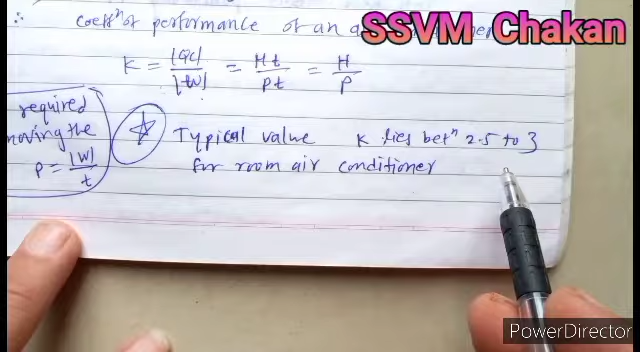 SSVM Chakan
∴ coeffⁿ of performance of an
K = |Qc| / |W| = Ht / Pt = H / P
required
moving the
P = |W| / t
Typical value K lies betⁿ 2.5 to 3
for room air conditioner
PowerDirector